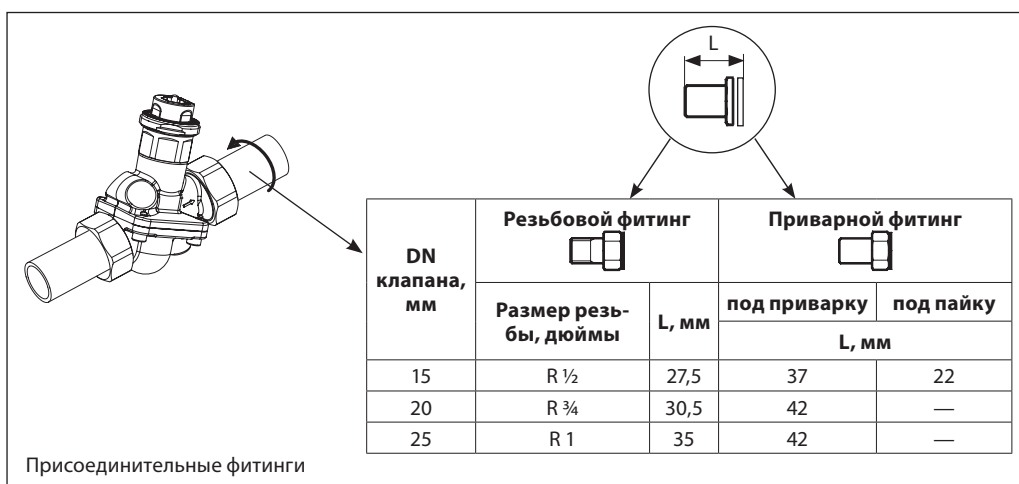 L
DN
клапана,
мм
Резьбовой фитинг
Приварной фитинг
Размер резь-
бы, дюймы
L, мм
под приварку
под пайку
L, мм
15 R ½ 27,5 37 22
20 R ¾ 30,5 42 —
25 R 1 35 42 —
Присоединительные фитинги